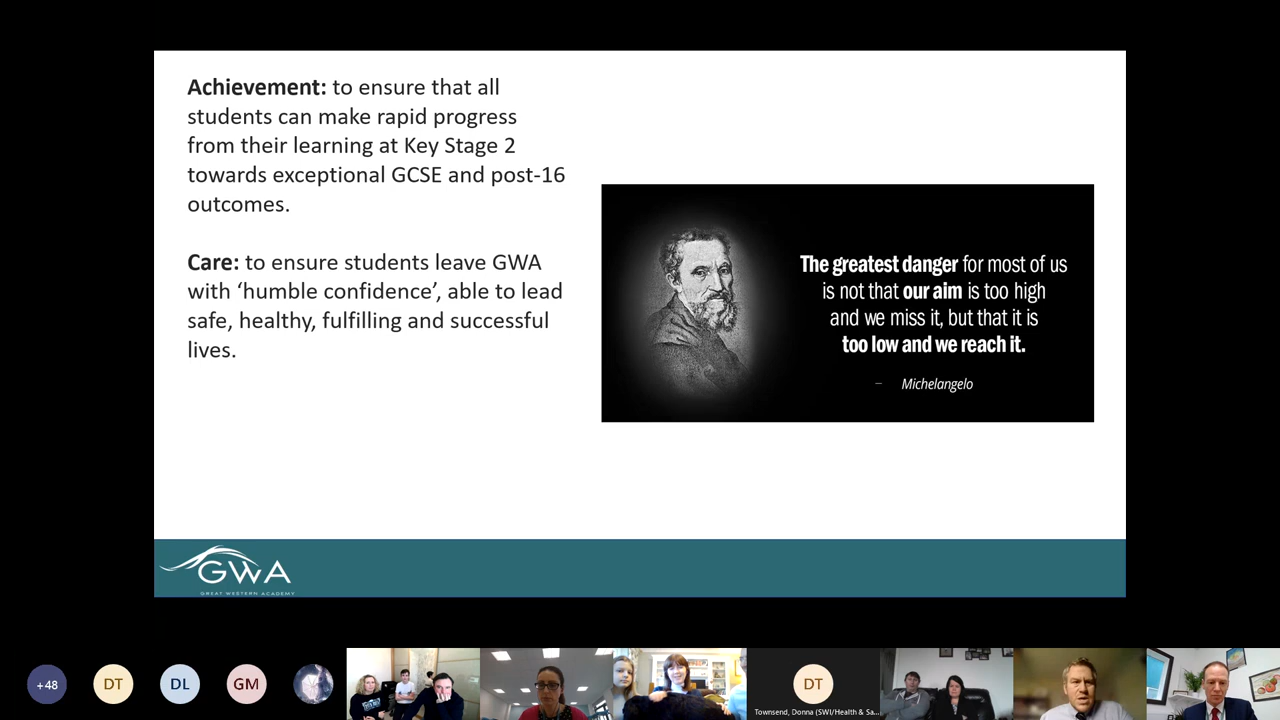 Achievement: to ensure that all
students can make rapid progress
from their learning at Key Stage 2
towards exceptional GCSE and post-16
outcomes.
Care: to ensure students leave GWA
with ‘humble confidence’, able to lead
safe, healthy, fulfilling and successful
lives.
The greatest danger for most of us
is not that our aim is too high
and we miss it, but that it is
too low and we reach it.
– Michelangelo
GWA
GREAT WESTERN ACADEMY
+48
DT
DL
GM
DT
Townsend, Donna (SWI/Health & Sa...